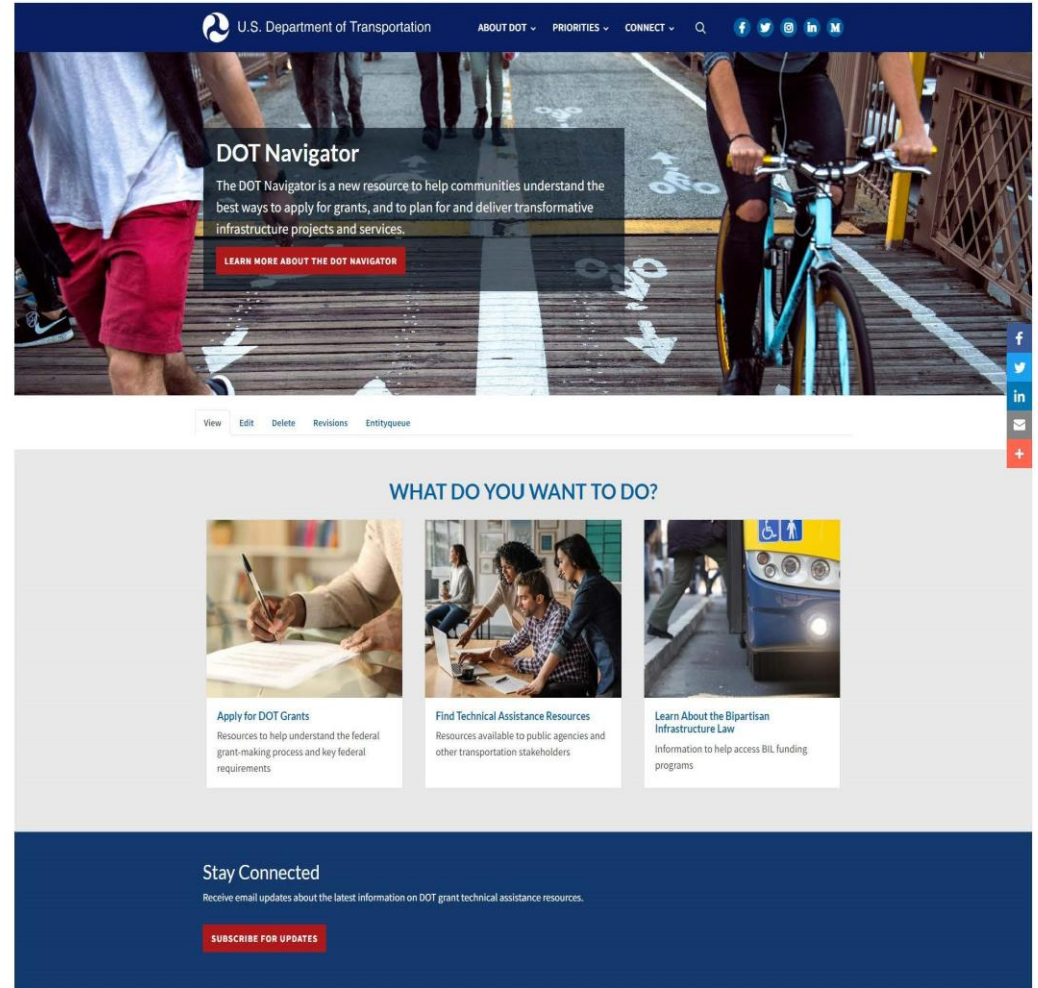 U.S. Department of Transportation
ABOUT DOT
PRIORITIES
CONNECT
DOT Navigator
The DOT Navigator is a new resource to help communities understand the
best ways to apply for grants, and to plan for and deliver transformative
infrastructure projects and services.
LEARN MORE ABOUT THE DOT NAVIGATOR
View Edit Delete Revisions Entityqueue
WHAT DO YOU WANT TO DO?
Apply for DOT Grants
Resources to help understand the federal
grant-making process and key federal
requirements
Find Technical Assistance Resources
Resources available to public agencies and
other transportation stakeholders
Learn About the Bipartisan
Infrastructure Law
Information to help access BIL funding
programs
Stay Connected
Receive email updates about the latest information on DOT grant technical assistance resources.
SUBSCRIBE FOR UPDATES